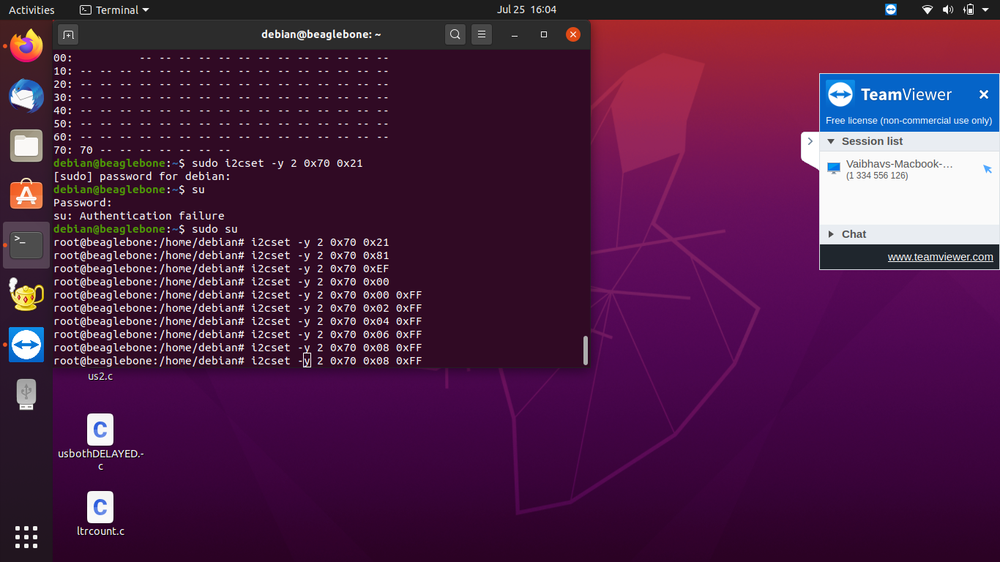 Activities
Terminal
Jul 25 16:04
debian@beaglebone: ~
00:          -- -- -- -- -- -- -- -- -- -- -- -- --
10: -- -- -- -- -- -- -- -- -- -- -- -- -- -- -- --
20: -- -- -- -- -- -- -- -- -- -- -- -- -- -- -- --
30: -- -- -- -- -- -- -- -- -- -- -- -- -- -- -- --
40: -- -- -- -- -- -- -- -- -- -- -- -- -- -- -- --
50: -- -- -- -- -- -- -- -- -- -- -- -- -- -- -- --
60: -- -- -- -- -- -- -- -- -- -- -- -- -- -- -- --
70: 70 -- -- -- -- -- -- --
debian@beaglebone:~$ sudo i2cset -y 2 0x70 0x21
[sudo] password for debian:
debian@beaglebone:~$ su
Password:
su: Authentication failure
debian@beaglebone:~$ sudo su
root@beaglebone:/home/debian# i2cset -y 2 0x70 0x21
root@beaglebone:/home/debian# i2cset -y 2 0x70 0x81
root@beaglebone:/home/debian# i2cset -y 2 0x70 0xEF
root@beaglebone:/home/debian# i2cset -y 2 0x70 0x00
root@beaglebone:/home/debian# i2cset -y 2 0x70 0x00 0xFF
root@beaglebone:/home/debian# i2cset -y 2 0x70 0x02 0xFF
root@beaglebone:/home/debian# i2cset -y 2 0x70 0x04 0xFF
root@beaglebone:/home/debian# i2cset -y 2 0x70 0x06 0xFF
root@beaglebone:/home/debian# i2cset -y 2 0x70 0x08 0xFF
root@beaglebone:/home/debian# i2cset -y 2 0x70 0x08 0xFF
us2.c
usbothDELAYED.-
c
ltrcount.c
TeamViewer
Free license (non-commercial use only)
Session list
Vaibhavs-Macbook-...
(1 334 556 126)
Chat
www.teamviewer.com